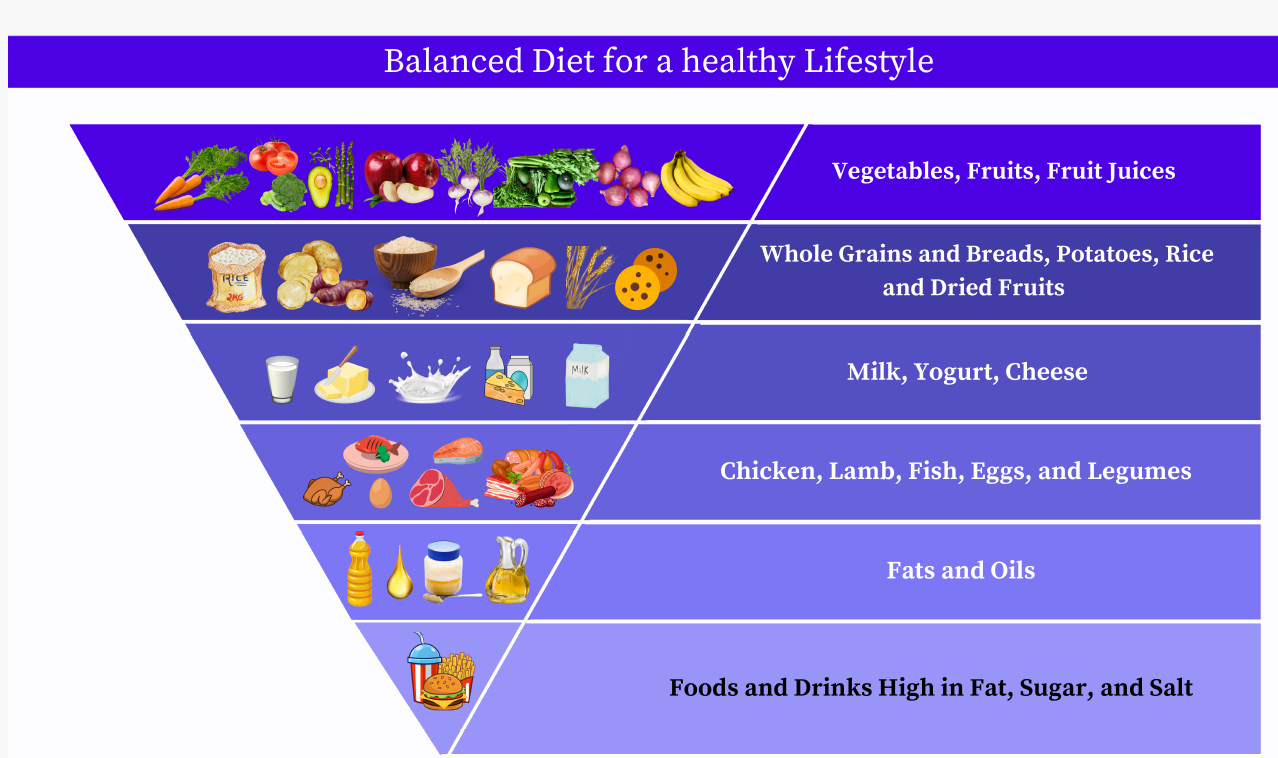 Balanced Diet for a healthy Lifestyle
Vegetables, Fruits, Fruit Juices
Whole Grains and Breads, Potatoes, Rice
and Dried Fruits
RICE
2KG
Milk, Yogurt, Cheese
Milk
Chicken, Lamb, Fish, Eggs, and Legumes
Fats and Oils
Foods and Drinks High in Fat, Sugar, and Salt